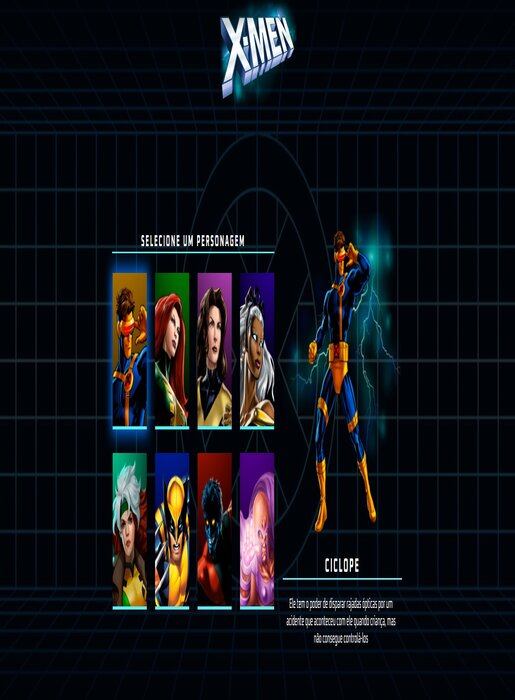 X-MEN
SELECIONE UM PERSONAGEM
CICLOPE
Ele tem o poder de disparar rajadas ópticas por um
acidente que aconteceu com ele quando criança, mas
não consegue controlá-los